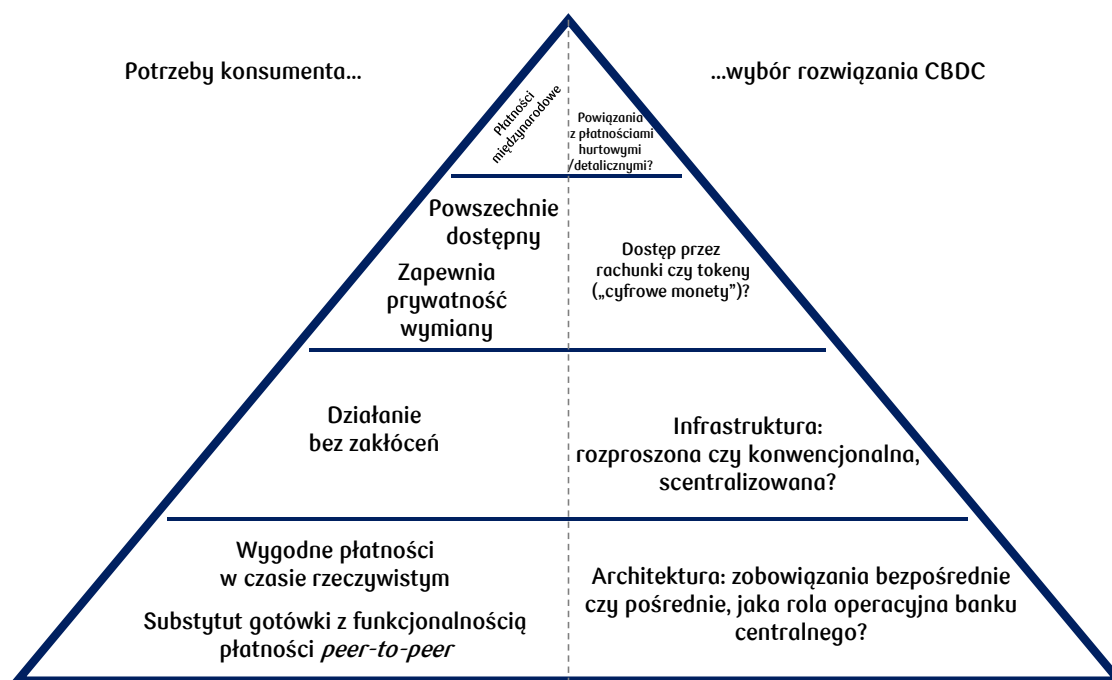 Potrzeby konsumenta...
...wybór rozwiązania CBDC
Płatności
międzynarodowe
Powiązania
z płatnościami
hurtowymi
/detalicznymi?
Powszechnie
dostępny
Zapewnia
prywatność
wymiany
Dostęp przez
rachunki czy tokeny
(„cyfrowe monety”)?
Działanie
bez zakłóceń
Infrastruktura:
rozproszona czy konwencjonalna,
scentralizowana?
Wygodne płatności
w czasie rzeczywistym
Substytut gotówki z funkcjonalnością
płatności peer-to-peer
Architektura: zobowiązania bezpośrednie
czy pośrednie, jaka rola operacyjna banku
centralnego?